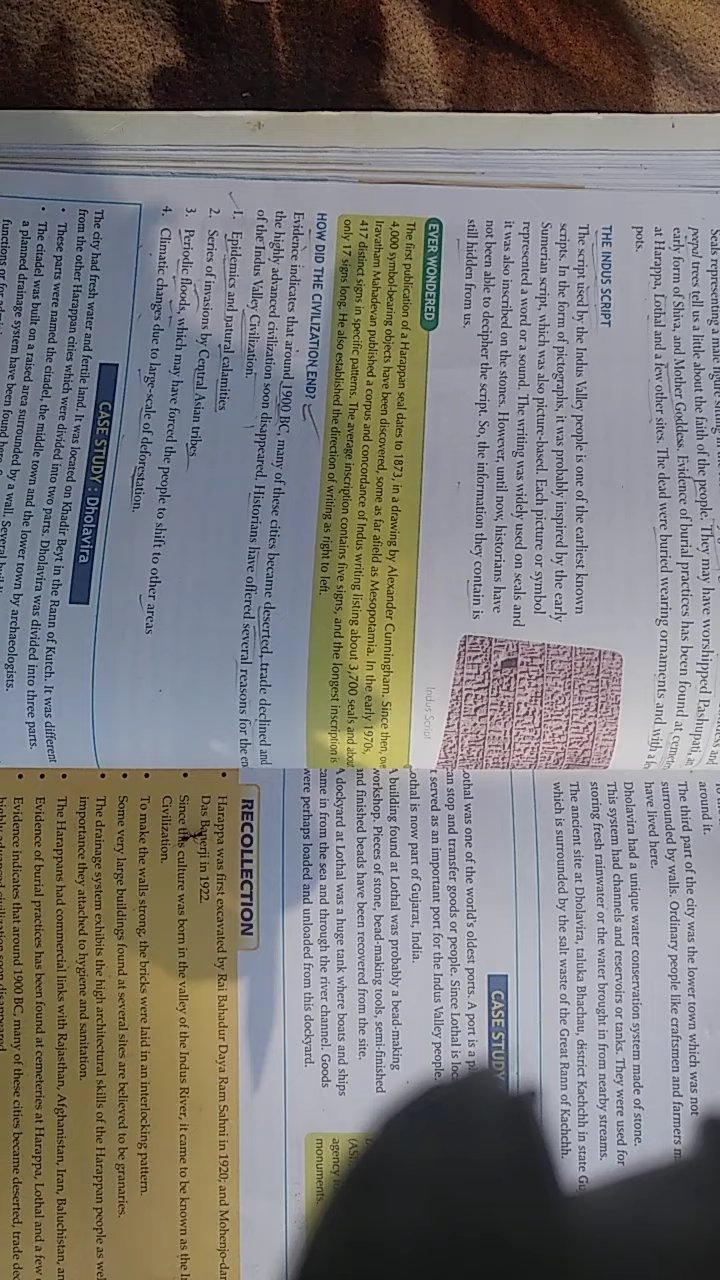 pepal trees tell us a little about the faith of the people. They may have worshipped Pashupati,
early form of Shiva, and Mother Goddess. Evidence of burial practices has been found at
at Harappa, Lothal and a few other sites. The dead were buried wearing ornaments and with a
pots.
THE INDUS SCRIPT
The script used by the Indus Valley people is one of the earliest known
scripts. In the form of pictographs, it was probably inspired by the early
Sumerian script, which was also picture-based. Each picture or symbol
represented a word or a sound. The writing was widely used on seals and
it was also inscribed on the stones. However, until now, historians have
not been able to decipher the script. So, the information they contain is
still hidden from us.
Indus Script
EVER WONDERED
The first publication of a Harappan seal dates to 1873, in a drawing by Alexander Cunningham. Since then,
4,000 symbol-bearing objects have been discovered, some as far afield as Mesopotamia. In the early 1970s,
Iravatham Mahadevan published a corpus and concordance of Indus writing listing about 3,700 seals and about
417 distinct signs in specific patterns. The average inscription contains five signs, and the longest inscription is
only 17 signs long. He also established the direction of writing as right to left.
HOW DID THE CIVILIZATION END?
Evidence indicates that around 1900 BC, many of these cities became deserted, trade declined and
the highly advanced civilization soon disappeared. Historians have offered several reasons for the
of the Indus Valley Civilization.
1. Epidemics and natural calamities
2. Series of invasions by Central Asian tribes
3. Periodic floods, which may have forced the people to shift to other areas
4. Climatic changes due to large-scale of deforestation.
CASE STUDY : Dholavira
The city had fresh water and fertile land. It was located on Khadir Beyt in the Rann of Kutch. It was different
from the other Harappan cities which were divided into two parts. Dholavira was divided into three parts.
• These parts were named the citadel, the middle town and the lower town by archaeologists.
• The citadel was built on a raised area surrounded by a wall. Several
a planned drainage system have been found here.
around it.
The third part of the city was the lower town which was not
surrounded by walls. Ordinary people like craftsmen and farmers
have lived here.
Dholavira had a unique water conservation system made of stone.
This system had channels and reservoirs or tanks. They were used for
storing fresh rainwater or the water brought in from nearby streams.
The ancient site at Dholavira, taluka Bhachau, district Kachchh in state
which is surrounded by the salt waste of the Great Rann of Kachchh.
CASE STUDY
Lothal was one of the world's oldest ports. A port is a
can stop and transfer goods or people. Since Lothal is
served as an important port for the Indus Valley people.
Lothal is now part of Gujarat, India.
A building found at Lothal was probably a bead-making
workshop. Pieces of stone, bead-making tools, semi-finished
and finished beads have been recovered from the site.
A dockyard at Lothal was a huge tank where boats and ships
came in from the sea and through the river channel. Goods
were perhaps loaded and unloaded from this dockyard.
agency
monuments.
RECOLLECTION
• Harappa was first excavated by Rai Bahadur Daya Ram Sahni in 1920; and
Das Banerji in 1922.
• Since this culture was born in the valley of the Indus River, it came to be known as the
Civilization.
• To make the walls strong, the bricks were laid in an interlocking pattern.
• Some very large buildings found at several sites are believed to be granaries.
• The drainage system exhibits the high architectural skills of the Harappan people as
importance they attached to hygiene and sanitation.
• The Harappans had commercial links with Rajasthan, Afghanistan, Iran, Baluchistan,
• Evidence of burial practices has been found at cemeteries at Harappa, Lothal and a few
• Evidence indicates that around 1900 BC, many of these cities became deserted, trade
highly advanced civilization soon disappeared